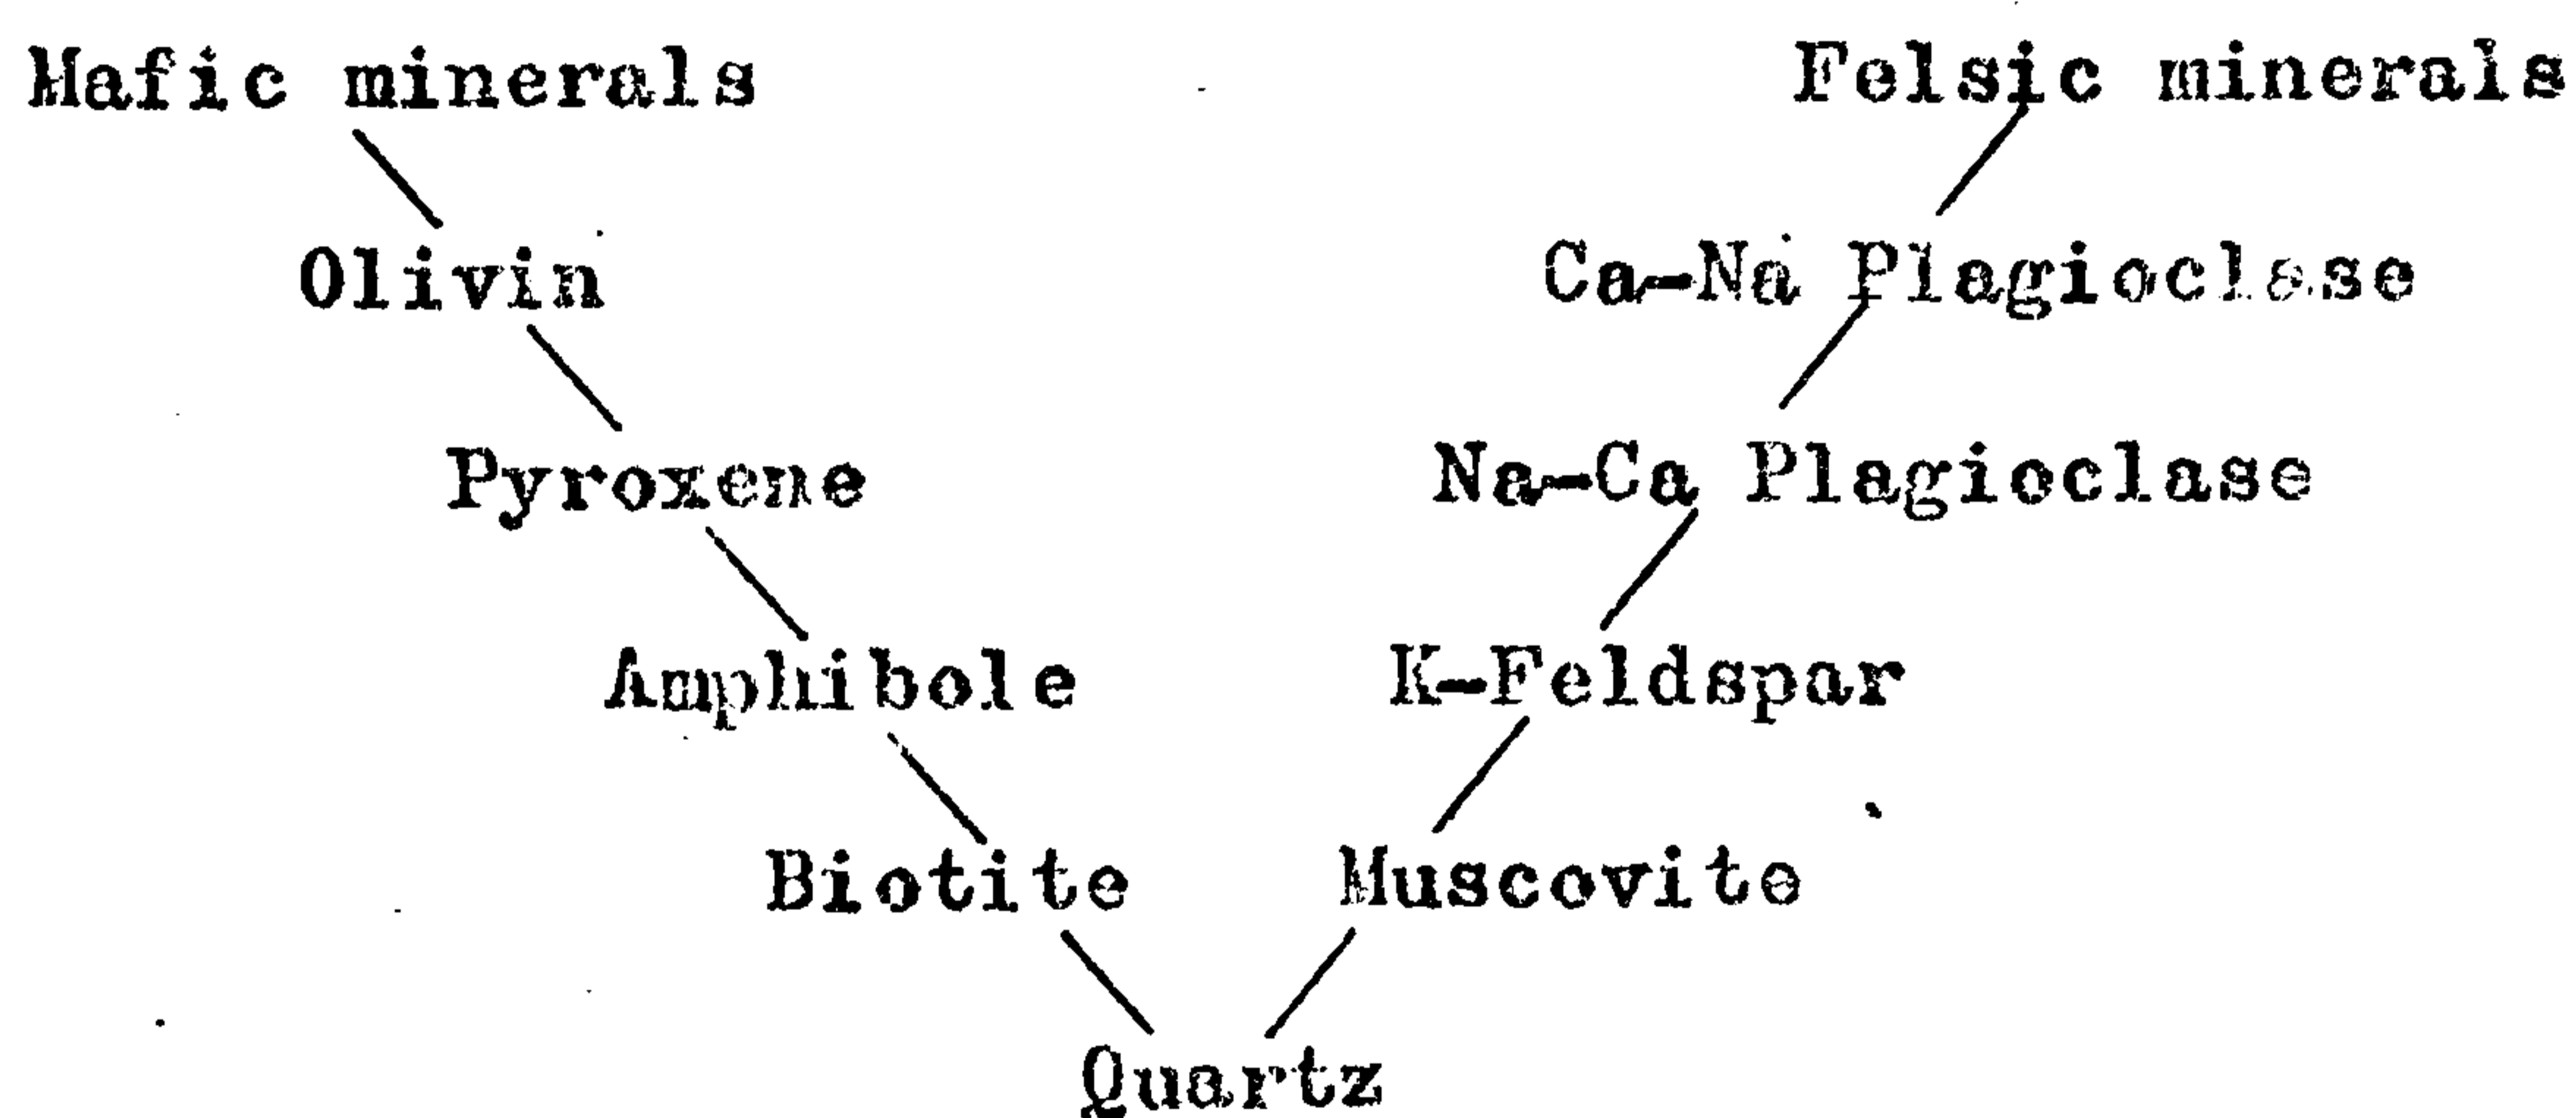 Mafic minerals Felsic minerals
Olivin Ca-Na Plagioclase
Pyroxene Na-Ca Plagioclase
Amphibole K-Feldspar
Biotite Muscovite
Quartz